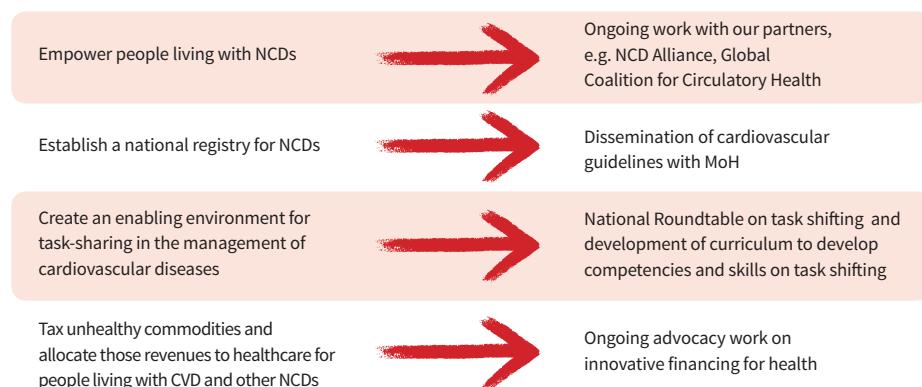 Empower people living with NCDs
Ongoing work with our partners,
e.g. NCD Alliance, Global
Coalition for Circulatory Health
Establish a national registry for NCDs
Dissemination of cardiovascular
guidelines with MoH
Create an enabling environment for
task-sharing in the management of
cardiovascular diseases
National Roundtable on task shifting and
development of curriculum to develop
competencies and skills on task shifting
Tax unhealthy commodities and
allocate those revenues to healthcare for
people living with CVD and other NCDs
Ongoing advocacy work on
innovative financing for health